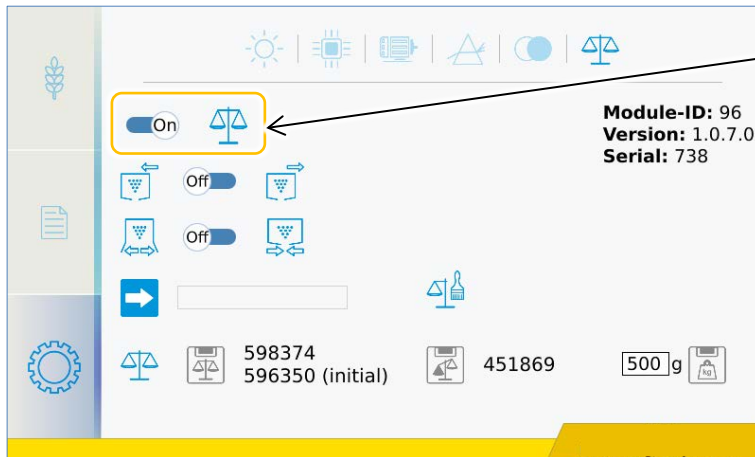 On
Module-ID: 96
Version: 1.0.7.0
Serial: 738
Off
Off
598374
596350 (initial)
451869
500 g
kg